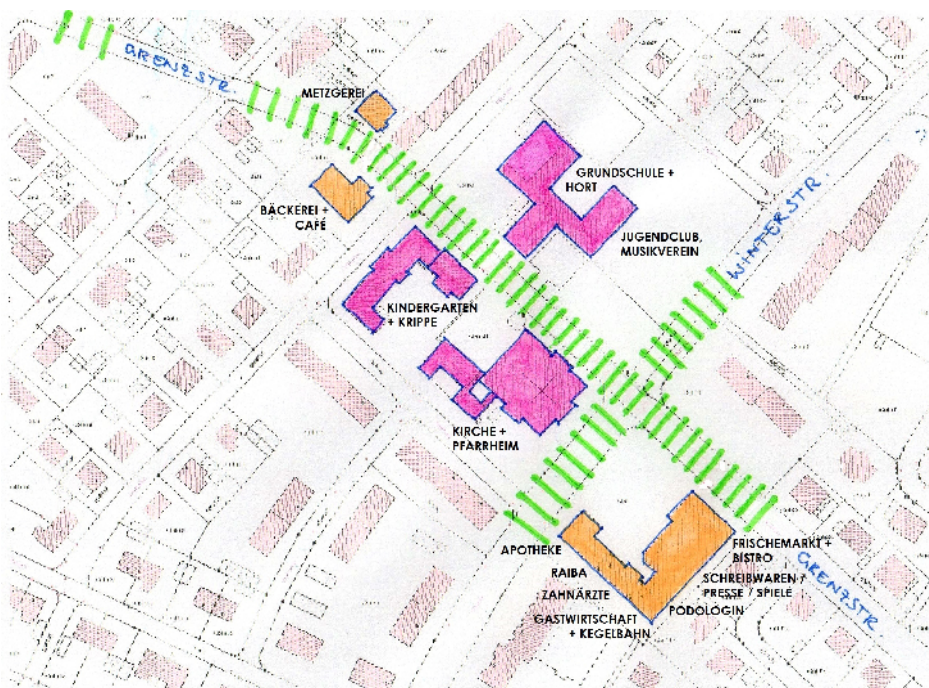 GRENZSTR
METZGEREI
GRUNDSCHULE +
HORT
BÄCKEREI +
CAFÉ
JUGENDCLUB,
MUSIKVEREIN
WINTERSTR
KINDERGARTEN
+ KRIPPE
KIRCHE +
PFARRHEIM
APOTHEKE
RAIBA
ZAHNÄRZTE
GASTWIRTSCHAFT
+ KEGELBAHN
FRISCHEMARKT +
BISTRO
SCHREIBWAREN /
PRESSE / SPIELE
PODOLOGIN
GRENZSTR